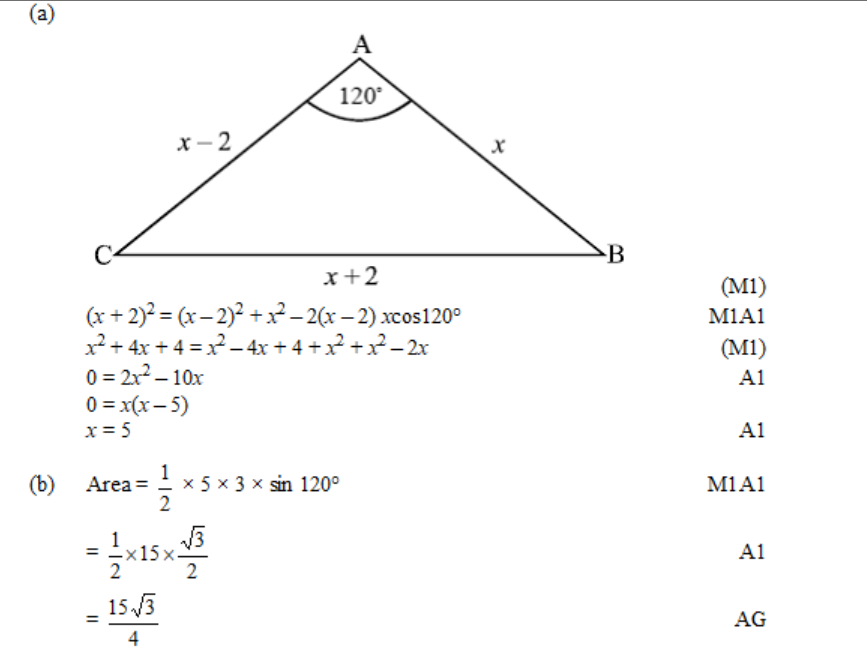 (a)
A
120°
x – 2
x
C
B
x + 2
(M1)
(x + 2)² = (x – 2)² + x² – 2(x – 2) xcos120° M1A1
x² + 4x + 4 = x² – 4x + 4 + x² + x² – 2x (M1)
0 = 2x² – 10x A1
0 = x(x – 5)
x = 5 A1
(b) Area = 1/2 × 5 × 3 × sin 120° M1A1
= 1/2 × 15 × √3/2 A1
= 15√3/4 AG